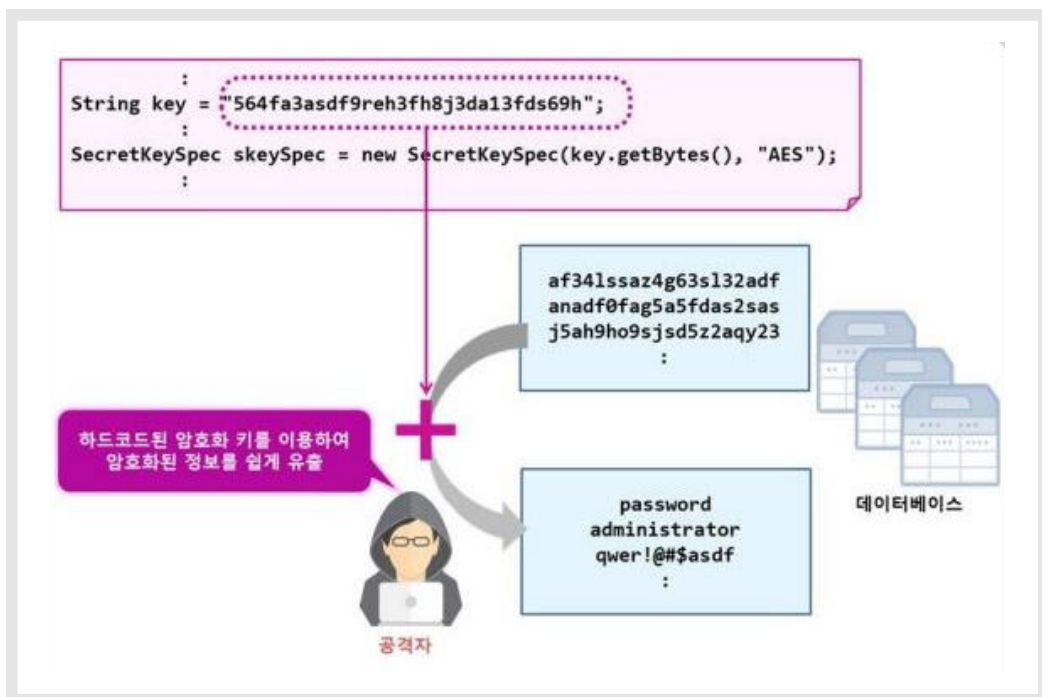 :
String key = "564fa3asdf9reh3fh8j3da13fds69h";
:
SecretKeySpec skeySpec = new SecretKeySpec(key.getBytes(), "AES");
:
af34lssaz4g63sl32adf
anadf0fag5a5fdas2sas
j5ah9ho9sjsd5z2aqy23
:
하드코드된 암호화 키를 이용하여
암호화된 정보를 쉽게 유출
password
administrator
qwer!@#$asdf
:
데이터베이스
공격자